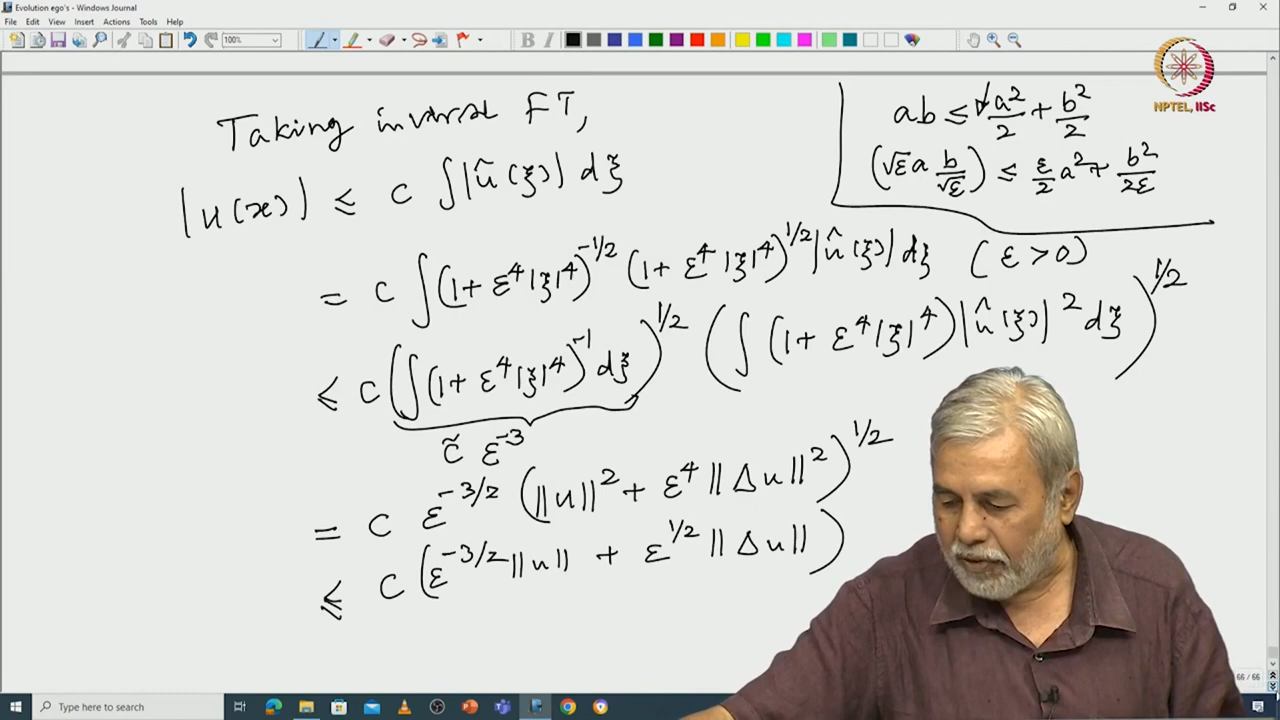 Evolution ego's - Windows Journal
File Edit View Insert Actions Tools Help
100%
B I
NPTEL, IISc
Taking inverse FT,
|u(x)| ≤ C ∫|û(ξ)| dξ
= C ∫(1+ ε⁴|ξ|⁴)^{-1/2} (1+ ε⁴|ξ|⁴)^{1/2} |û(ξ)| dξ (ε > 0)
≤ C (∫(1+ ε⁴|ξ|⁴)^{-1} dξ)^{1/2} (∫ (1+ ε⁴|ξ|⁴)|û(ξ)|² dξ)^{1/2}
C̃ ε^{-3}
= C ε^{-3/2} (||u||² + ε⁴ ||Δu||²)^{1/2}
≤ C (ε^{-3/2} ||u|| + ε^{1/2} ||Δu||)
ab ≤ a²/2 + b²/2
(√ε a b/√ε) ≤ ε/2 a² + b²/2ε
66 / 66
Type here to search